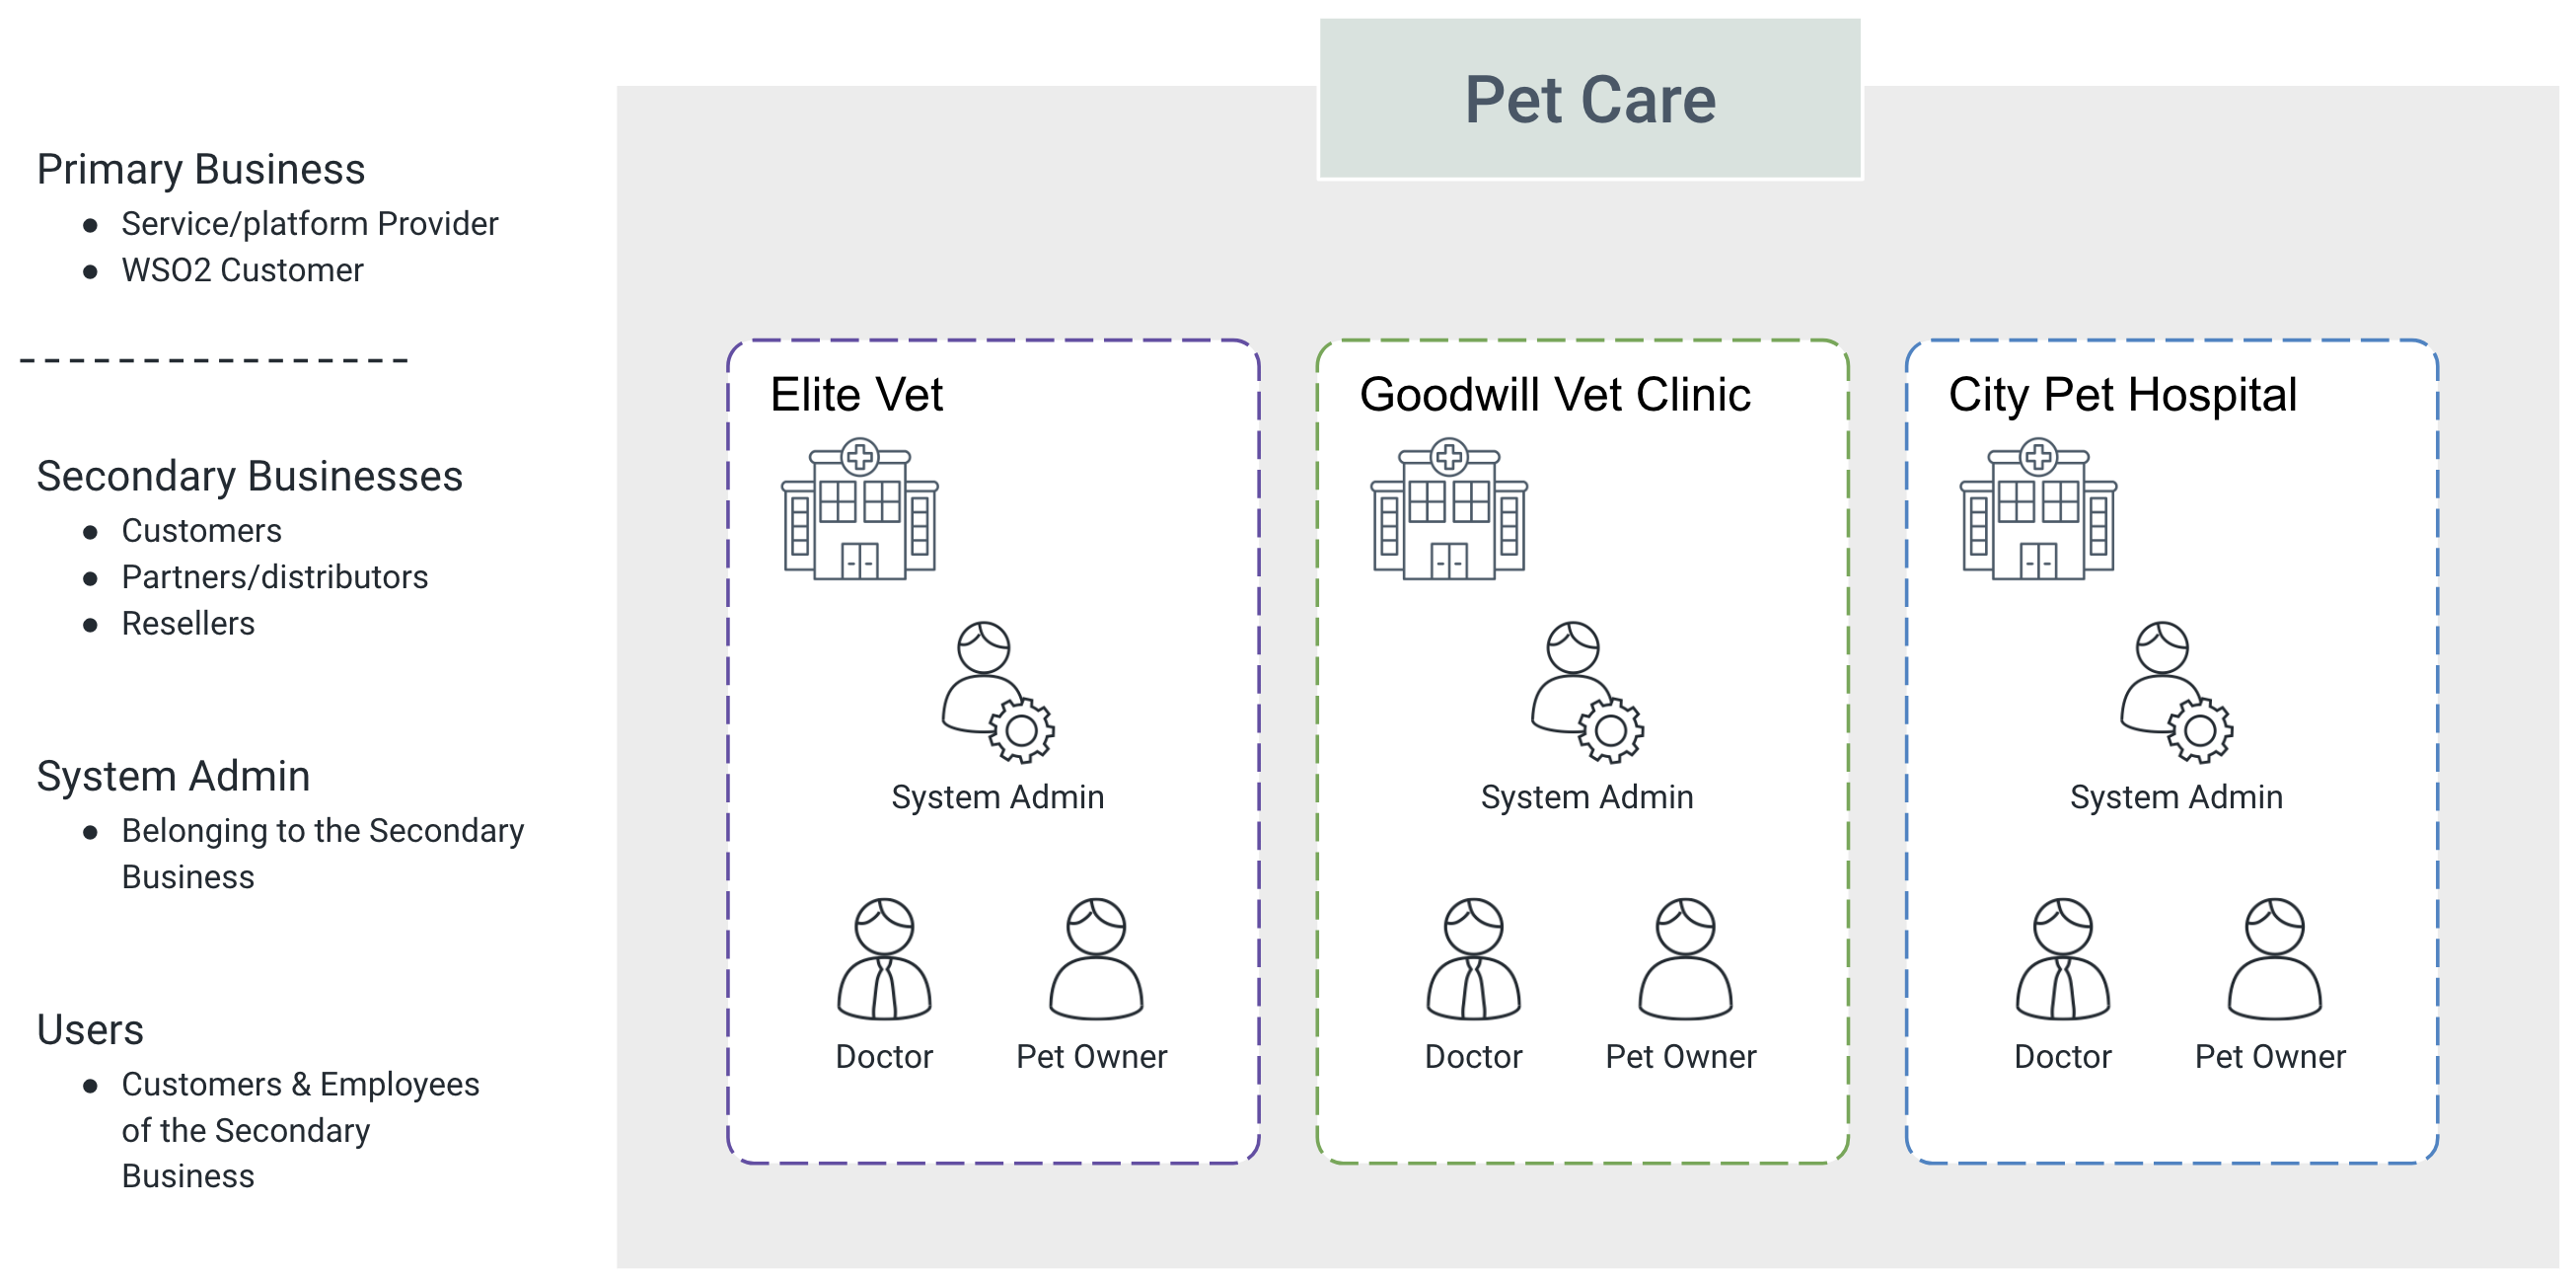 Pet Care
Primary Business
● Service/platform Provider
● WSO2 Customer
Secondary Businesses
● Customers
● Partners/distributors
● Resellers
System Admin
● Belonging to the Secondary
Business
Users
● Customers & Employees
of the Secondary
Business
Elite Vet
System Admin
Doctor
Pet Owner
Goodwill Vet Clinic
System Admin
Doctor
Pet Owner
City Pet Hospital
System Admin
Doctor
Pet Owner